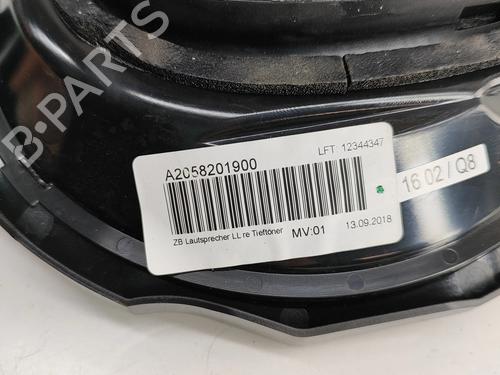 B-PARTS
LFT: 12344347
A2058201900
16 02 / Q8
ZB Lautsprecher LL re Tieftöner MV:01 13.09.2018